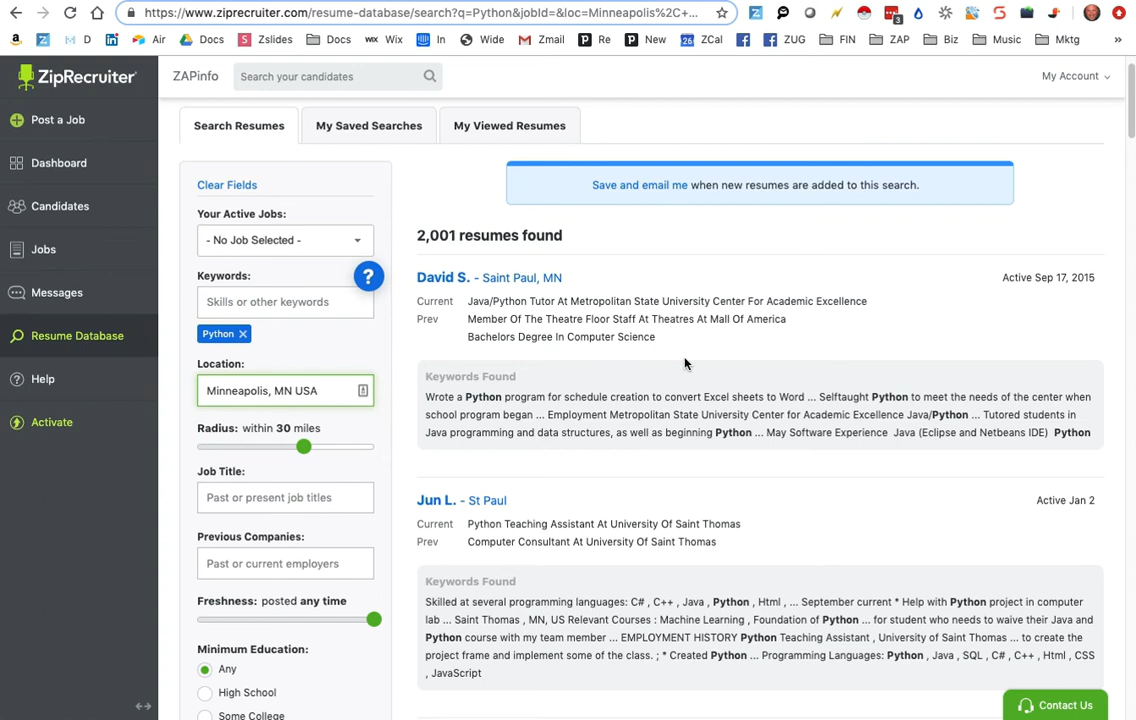 https://www.ziprecruiter.com/resume-database/search?q=Python&jobId=&loc=Minneapolis%2C+...
3
D Air Docs Zslides Docs WiX Wix In Wide Zmail Re New 26 ZCal ZUG FIN ZAP Biz Music Mktg »
ZipRecruiter
ZAPinfo
Search your candidates
My Account
Post a Job
Dashboard
Candidates
Jobs
Messages
Resume Database
Help
Activate
Search Resumes
My Saved Searches
My Viewed Resumes
Clear Fields
Your Active Jobs:
- No Job Selected -
Keywords:
?
Skills or other keywords
Python ×
Location:
Minneapolis, MN USA
Radius: within 30 miles
Job Title:
Past or present job titles
Previous Companies:
Past or current employers
Freshness: posted any time
Minimum Education:
Any
High School
Some College
Save and email me when new resumes are added to this search.
2,001 resumes found
David S. - Saint Paul, MN
Active Sep 17, 2015
Current Java/Python Tutor At Metropolitan State University Center For Academic Excellence
Prev Member Of The Theatre Floor Staff At Theatres At Mall Of America
Bachelors Degree In Computer Science
Keywords Found
Wrote a Python program for schedule creation to convert Excel sheets to Word ... Selftaught Python to meet the needs of the center when
school program began ... Employment Metropolitan State University Center for Academic Excellence Java/Python ... Tutored students in
Java programming and data structures, as well as beginning Python ... May Software Experience Java (Eclipse and Netbeans IDE) Python
Jun L. - St Paul
Active Jan 2
Current Python Teaching Assistant At University Of Saint Thomas
Prev Computer Consultant At University Of Saint Thomas
Keywords Found
Skilled at several programming languages: C# , C++ , Java , Python , Html , ... September current * Help with Python project in computer
lab ... Saint Thomas , MN, US Relevant Courses : Machine Learning , Foundation of Python ... for student who needs to waive their Java and
Python course with my team member ... EMPLOYMENT HISTORY Python Teaching Assistant , University of Saint Thomas ... to create the
project frame and implement some of the class. ; * Created Python ... Programming Languages: Python , Java , SQL , C# , C++ , Html , CSS
, JavaScript
Contact Us